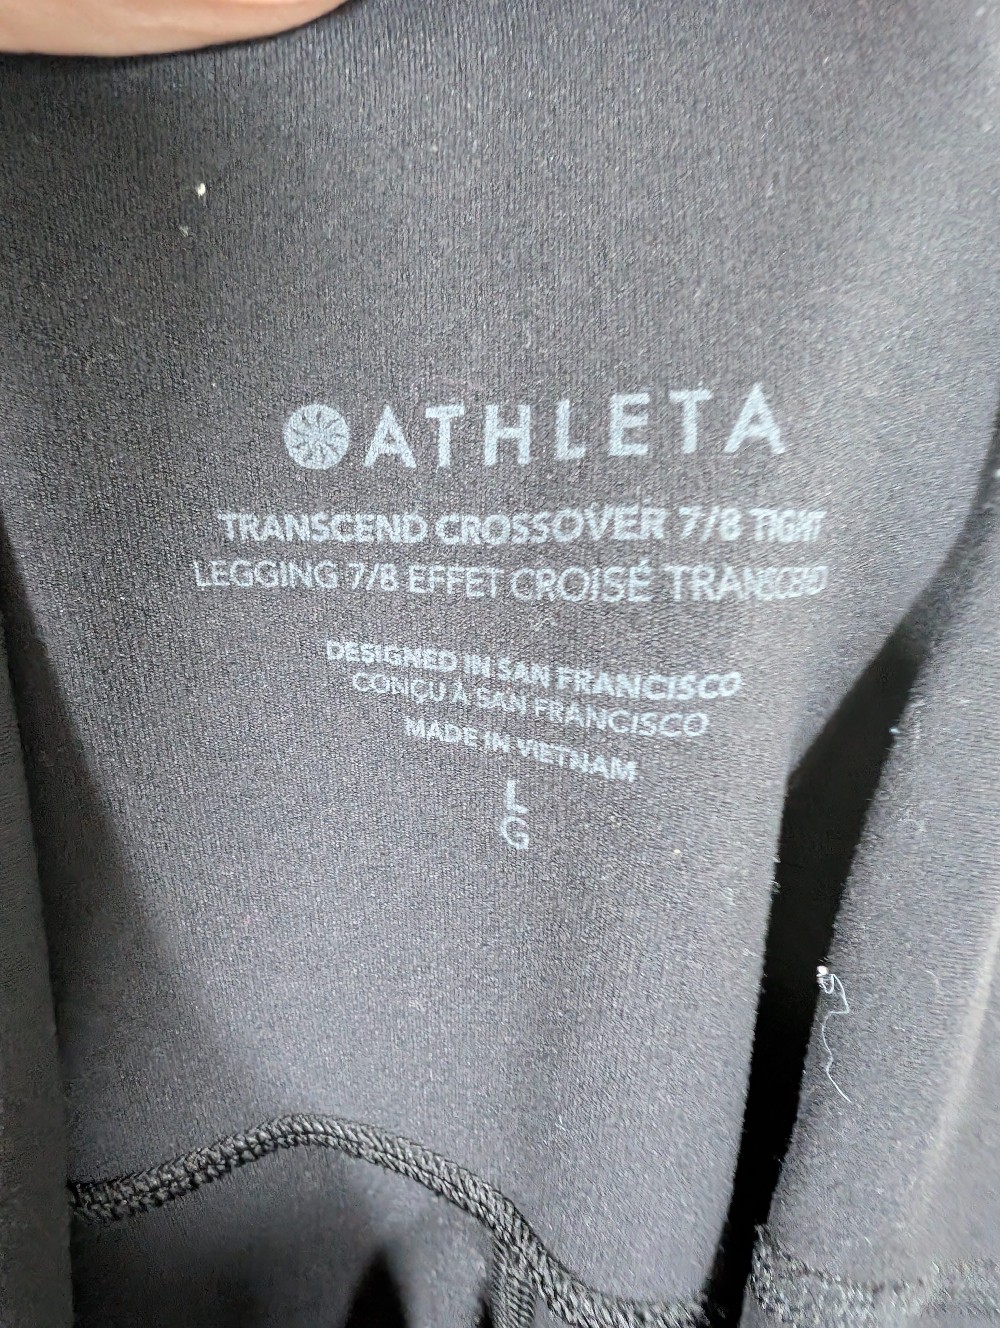 ATHLETA
TRANSCEND CROSSOVER 7/8 TIGHT
LEGGING 7/8 EFFET CROISÉ TRANSCEND
DESIGNED IN SAN FRANCISCO
CONÇU À SAN FRANCISCO
MADE IN VIETNAM
L
G